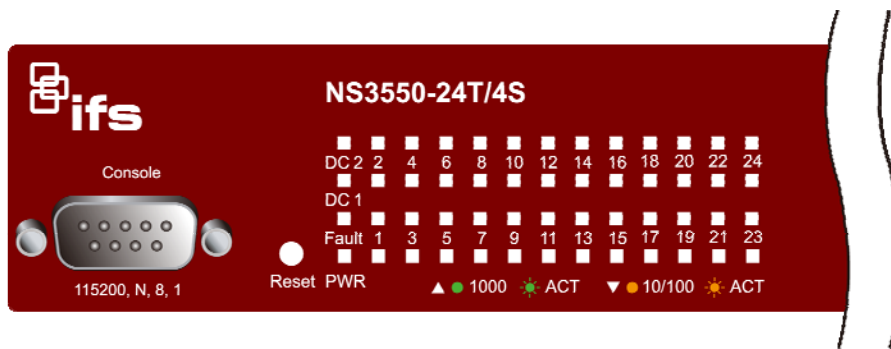 ifs
NS3550-24T/4S
Console
DC 2 2 4 6 8 10 12 14 16 18 20 22 24
DC 1
Fault 1 3 5 7 9 11 13 15 17 19 21 23
Reset PWR
▲ 1000 ACT ▼ 10/100 ACT
115200, N, 8, 1